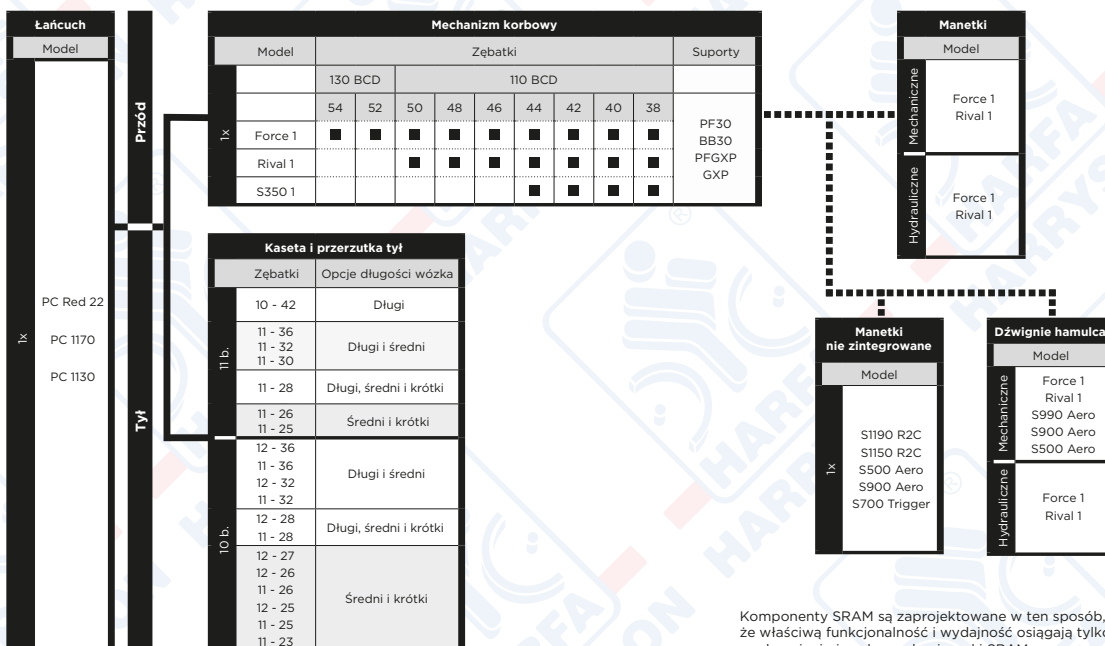 Łańcuch
Model
1x
PC Red 22
PC 1170
PC 1130
Przód
Tył
Mechanizm korbowy
Model Zębatki Suporty
130 BCD 110 BCD
54 52 50 48 46 44 42 40 38
1x
Force 1
Rival 1
S350 1
PF30
BB30
PFGXP
GXP
Kaseta i przerzutka tył
Zębatki Opcje długości wózka
11 b.
10 - 42 Długi
11 - 36
11 - 32
11 - 30
Długi i średni
11 - 28 Długi, średni i krótki
11 - 26
11 - 25
Średni i krótki
10 b.
12 - 36
11 - 36
12 - 32
11 - 32
Długi i średni
12 - 28
11 - 28
Długi, średni i krótki
12 - 27
12 - 26
11 - 26
12 - 25
11 - 25
11 - 23
Średni i krótki
Manetki
Model
Mechaniczne
Force 1
Rival 1
Hydrauliczne
Force 1
Rival 1
Manetki
nie zintegrowane
Model
1x
S1190 R2C
S1150 R2C
S500 Aero
S900 Aero
S700 Trigger
Dźwignie hamulca
Model
Mechaniczne
Force 1
Rival 1
S990 Aero
S900 Aero
S500 Aero
Hydrauliczne
Force 1
Rival 1
Komponenty SRAM są zaprojektowane w ten sposób,
że właściwą funkcjonalność i wydajność osiągają tylko